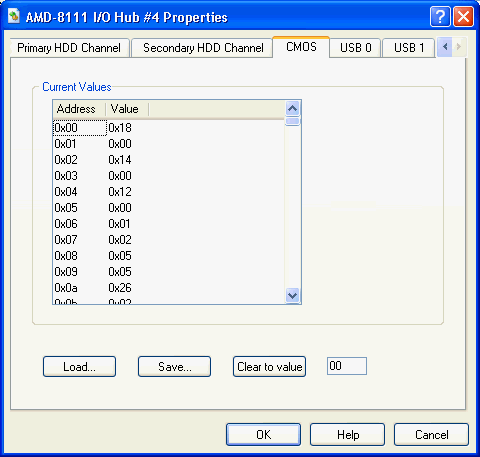 AMD-8111 I/O Hub #4 Properties
Primary HDD Channel Secondary HDD Channel CMOS USB 0 USB 1
Current Values
Address Value
0x00 0x18
0x01 0x00
0x02 0x14
0x03 0x00
0x04 0x12
0x05 0x00
0x06 0x01
0x07 0x02
0x08 0x05
0x09 0x05
0x0a 0x26
0x0b 0x02
Load... Save... Clear to value 00
OK Help Cancel